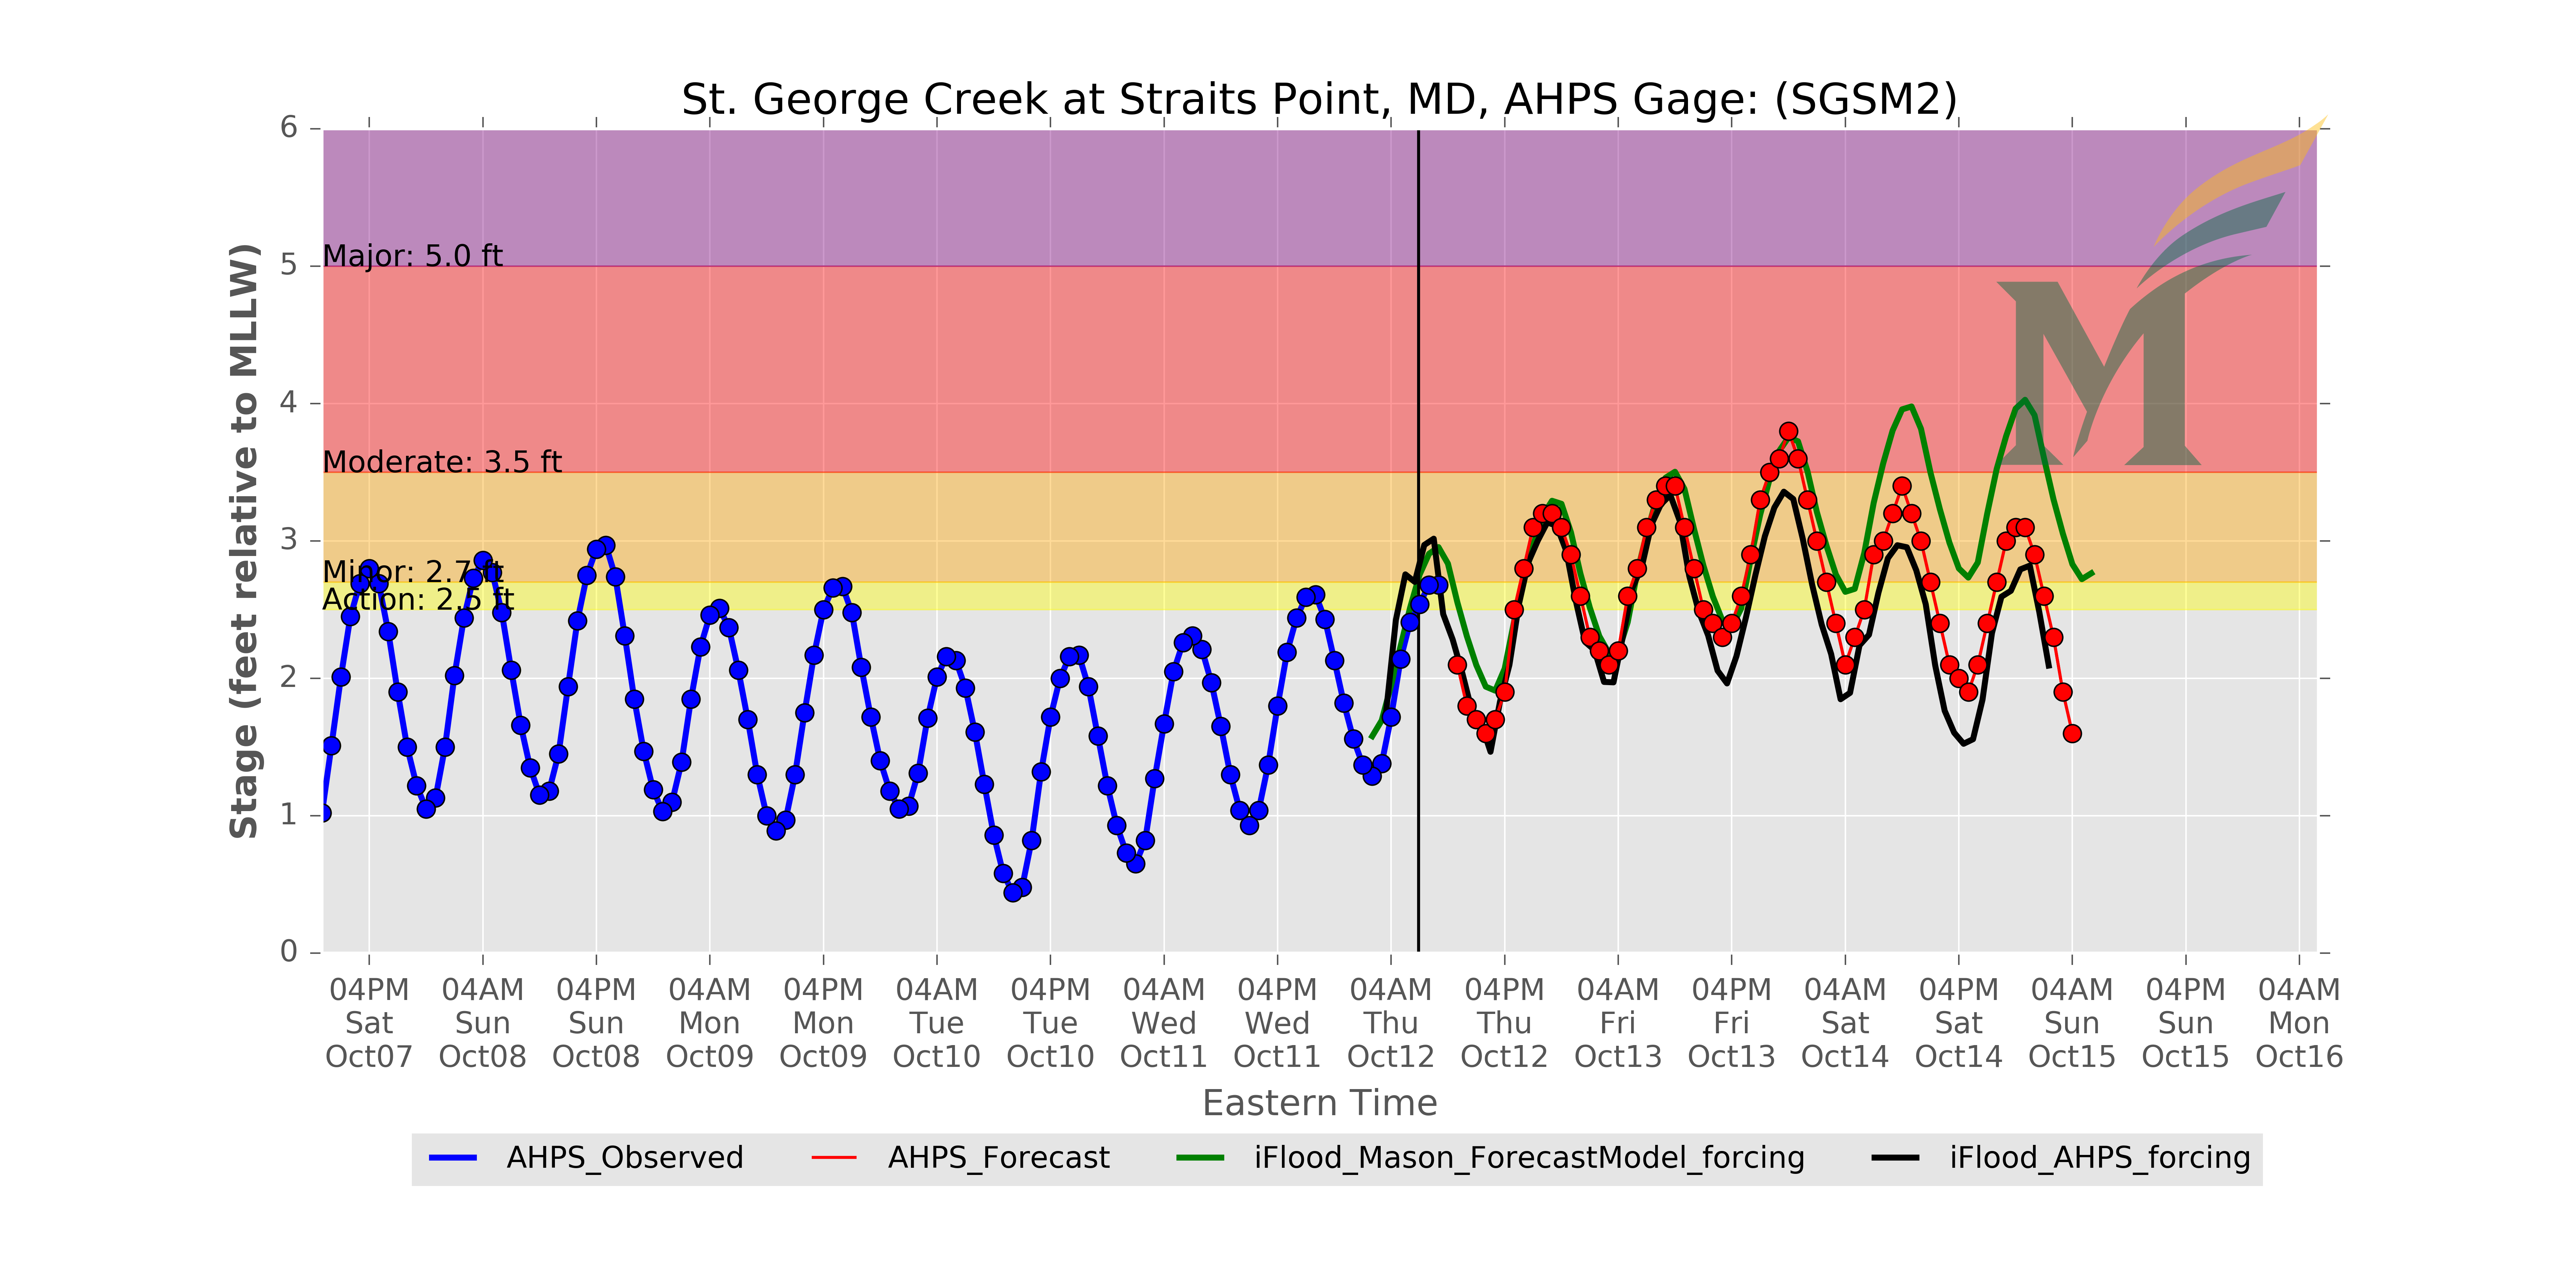 St. George Creek at Straits Point, MD, AHPS Gage: (SGSM2)
Stage (feet relative to MLLW)
6
5
4
3
2
1
0
Major: 5.0 ft
Moderate: 3.5 ft
Minor: 2.7 ft
Action: 2.5 ft
M
04PM 04AM 04PM 04AM 04PM 04AM 04PM 04AM 04PM 04AM 04PM 04AM 04PM 04AM 04PM 04AM 04PM 04AM
Sat Sun Sun Mon Mon Tue Tue Wed Wed Thu Thu Fri Fri Sat Sat Sun Sun Mon
Oct07 Oct08 Oct08 Oct09 Oct09 Oct10 Oct10 Oct11 Oct11 Oct12 Oct12 Oct13 Oct13 Oct14 Oct14 Oct15 Oct15 Oct16
Eastern Time
AHPS_Observed AHPS_Forecast iFlood_Mason_ForecastModel_forcing iFlood_AHPS_forcing